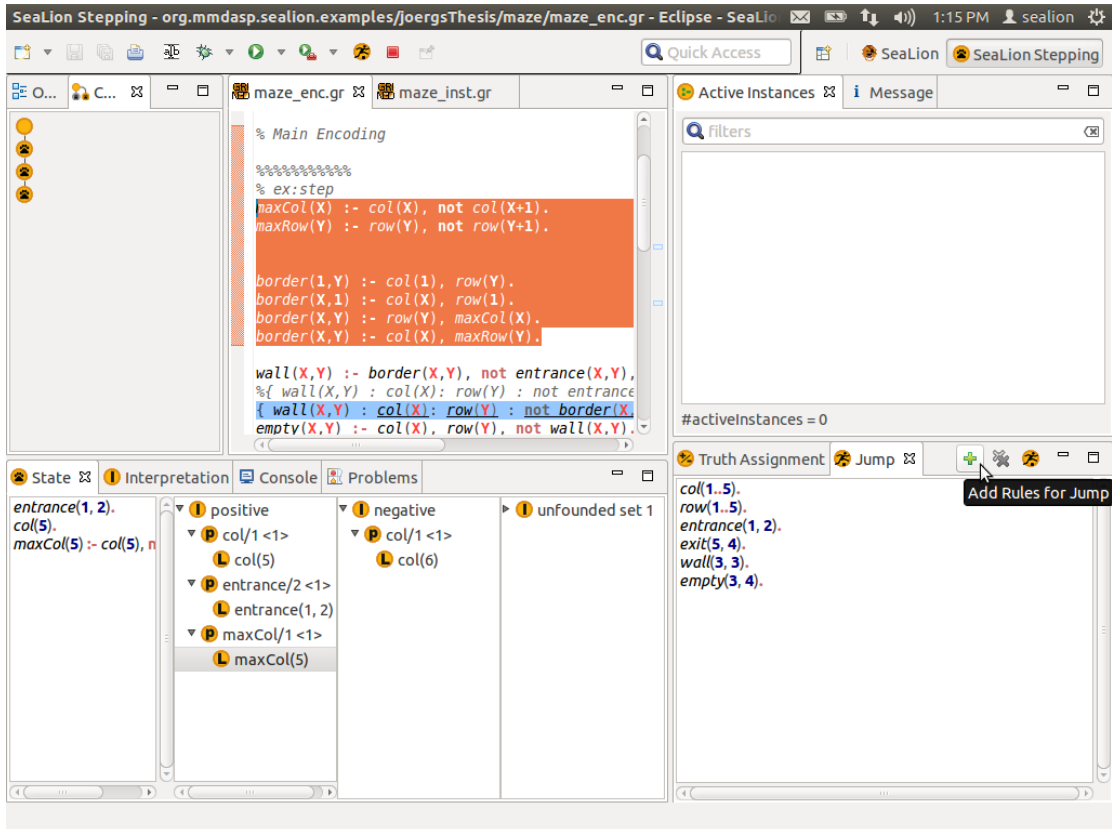 SeaLion Stepping - org.mmdasp.sealion.examples/joergsThesis/maze/maze_enc.gr - Eclipse - SeaLio
1:15 PM
sealion
Quick Access
SeaLion
SeaLion Stepping
O...
C...
maze_enc.gr
maze_inst.gr
% Main Encoding
%%%%%%%%%%%
% ex:step
maxCol(X) :- col(X), not col(X+1).
maxRow(Y) :- row(Y), not row(Y+1).
border(1,Y) :- col(1), row(Y).
border(X,1) :- col(X), row(1).
border(X,Y) :- row(Y), maxCol(X).
border(X,Y) :- col(X), maxRow(Y).
wall(X,Y) :- border(X,Y), not entrance(X,Y),
%{ wall(X,Y) : col(X): row(Y) : not entrance
{ wall(X,Y) : col(X): row(Y) : not border(X,
empty(X,Y) :- col(X), row(Y), not wall(X,Y).
Active Instances
i Message
filters
#activeInstances = 0
State
Interpretation
Console
Problems
entrance(1, 2).
col(5).
maxCol(5) :- col(5), n
positive
col/1 <1>
col(5)
entrance/2 <1>
entrance(1, 2)
maxCol/1 <1>
maxCol(5)
negative
col/1 <1>
col(6)
unfounded set 1
Truth Assignment
Jump
Add Rules for Jump
col(1..5).
row(1..5).
entrance(1, 2).
exit(5, 4).
wall(3, 3).
empty(3, 4).